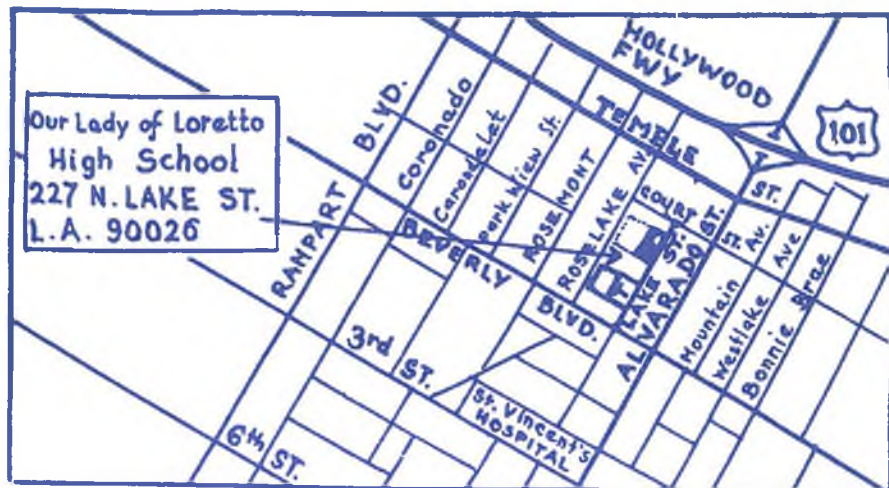 Our Lady of Loretto
High School
227 N. LAKE ST.
L.A. 90026
HOLLYWOOD
FWY
101
TEMELE
ST.
RANPART BLVD.
Coronado
Carondelet
Park View St.
ROSEMONT
ROSELAKE AV.
COURT
ST.
LAKE ST.
ALVARADO ST.
Mountain
Av.
Westlake
Ave
Bonnie Brae
BEVERLY
BLVD.
3rd
ST.
6th
ST.
St. Vincent's
HOSPITAL